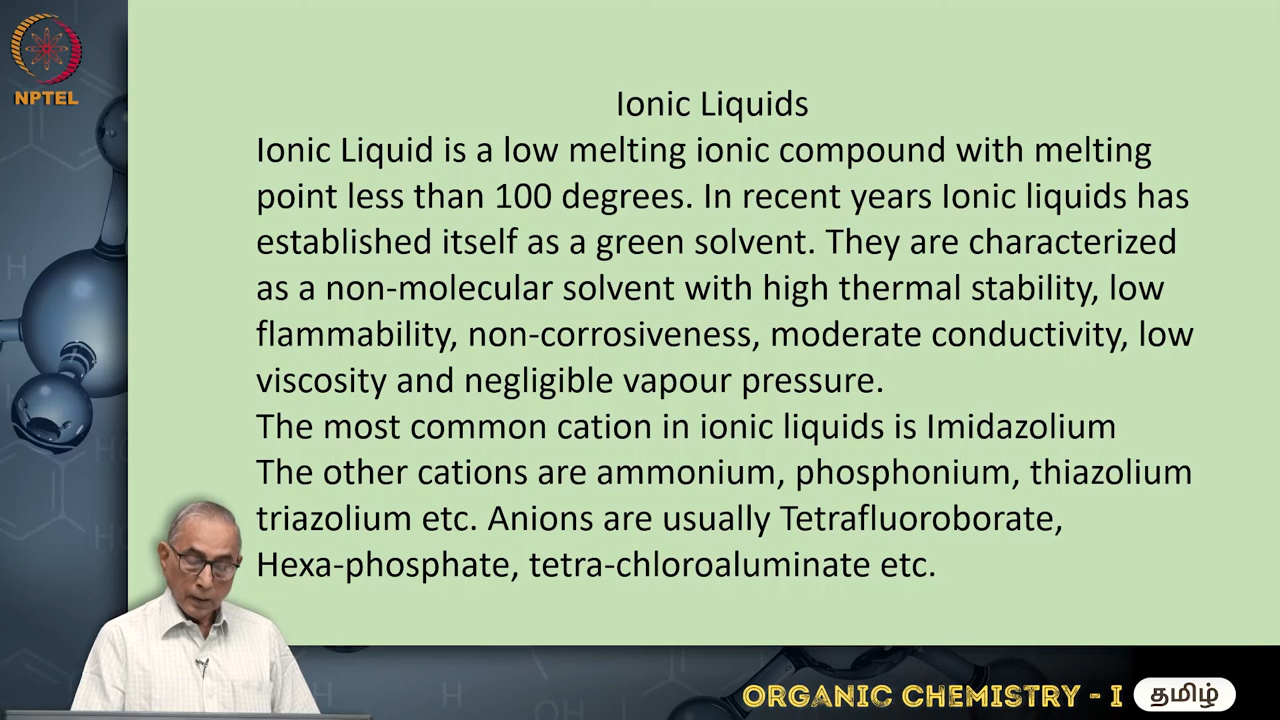 NPTEL
Ionic Liquids
Ionic Liquid is a low melting ionic compound with melting
point less than 100 degrees. In recent years Ionic liquids has
established itself as a green solvent. They are characterized
as a non-molecular solvent with high thermal stability, low
flammability, non-corrosiveness, moderate conductivity, low
viscosity and negligible vapour pressure.
The most common cation in ionic liquids is Imidazolium
The other cations are ammonium, phosphonium, thiazolium
triazolium etc. Anions are usually Tetrafluoroborate,
Hexa-phosphate, tetra-chloroaluminate etc.
ORGANIC CHEMISTRY - I தமிழ்